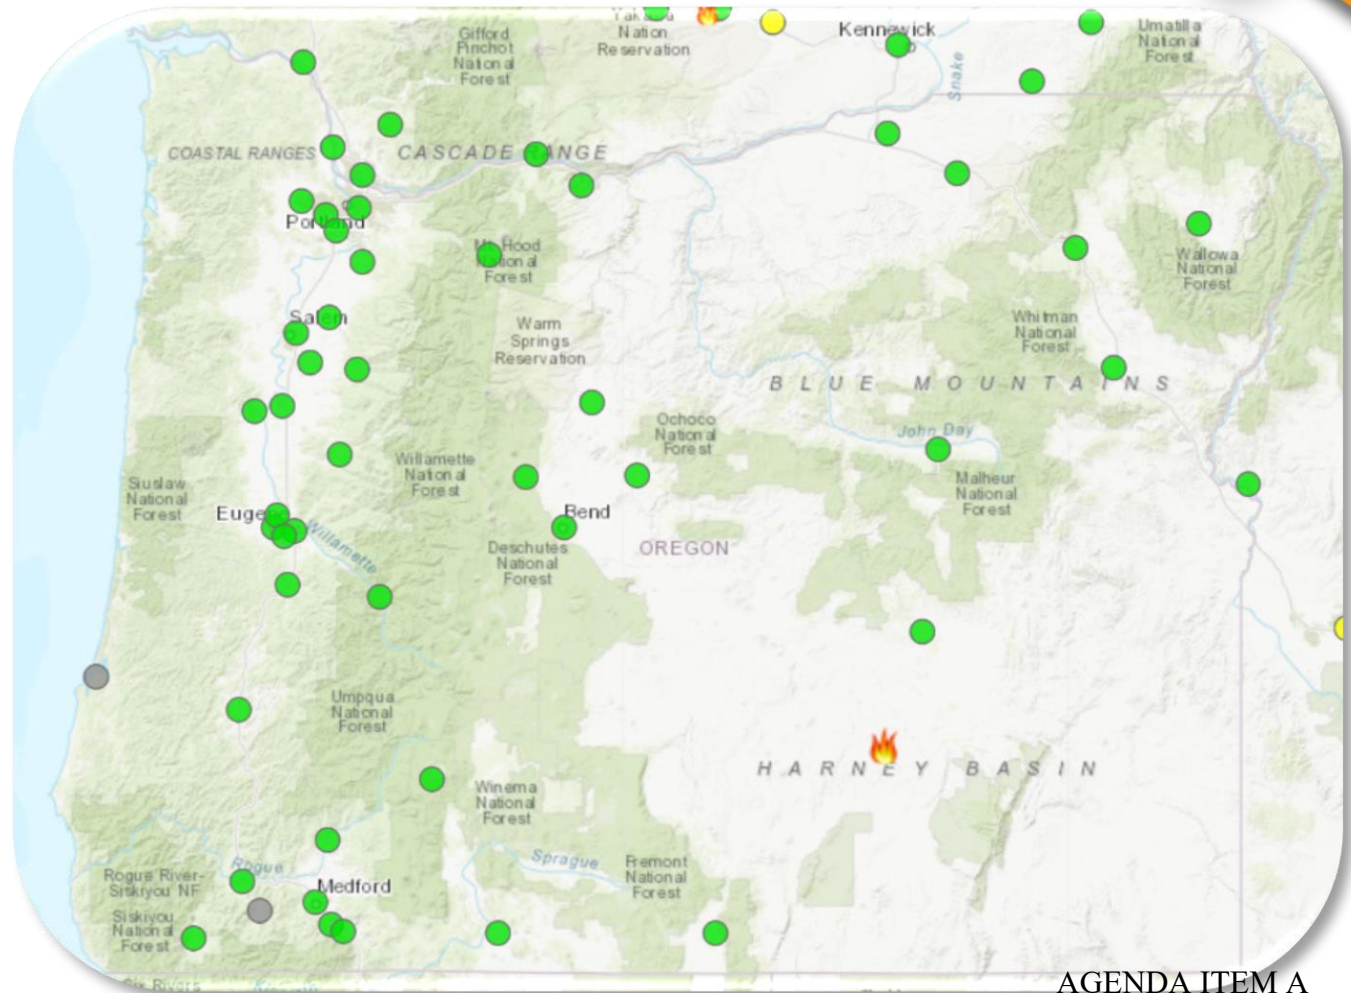 Yakama
Nation
Reservation
Gifford
Pinchot
National
Forest
Kennewick
Snake
Umatilla
National
Forest
COASTAL RANGES
CASCADE RANGE
Portland
Mt. Hood
National
Forest
Wallowa
National
Forest
Salem
Warm
Springs
Reservation
Whitman
National
Forest
BLUE MOUNTAINS
Ochoco
National
Forest
John Day
Willamette
National
Forest
Siuslaw
National
Forest
Malheur
National
Forest
Eugene
Willamette
Bend
Deschutes
National
Forest
OREGON
Umpqua
National
Forest
HARNEY BASIN
Winema
National
Forest
Sprague
Fremont
National
Forest
Rogue
Rogue River-
Siskiyou NF
Medford
Siskiyou
National
Forest
Six Rivers
AGENDA ITEM A